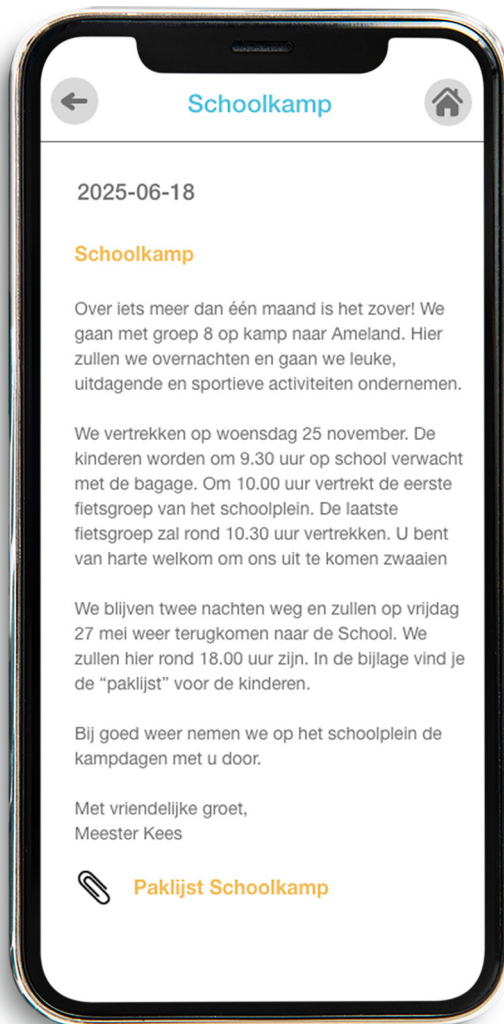 Schoolkamp
2025-06-18
Schoolkamp
Over iets meer dan één maand is het zover! We
gaan met groep 8 op kamp naar Ameland. Hier
zullen we overnachten en gaan we leuke,
uitdagende en sportieve activiteiten ondernemen.
We vertrekken op woensdag 25 november. De
kinderen worden om 9.30 uur op school verwacht
met de bagage. Om 10.00 uur vertrekt de eerste
fietsgroep van het schoolplein. De laatste
fietsgroep zal rond 10.30 uur vertrekken. U bent
van harte welkom om ons uit te komen zwaaien
We blijven twee nachten weg en zullen op vrijdag
27 mei weer terugkomen naar de School. We
zullen hier rond 18.00 uur zijn. In de bijlage vind je
de “paklijst” voor de kinderen.
Bij goed weer nemen we op het schoolplein de
kampdagen met u door.
Met vriendelijke groet,
Meester Kees
Paklijst Schoolkamp